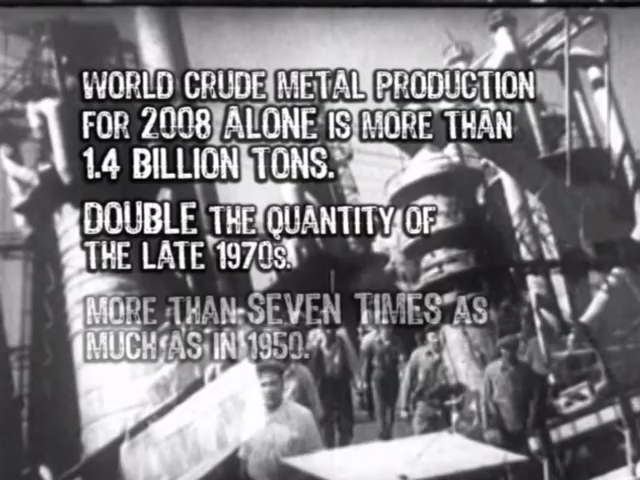 WORLD CRUDE METAL PRODUCTION
FOR 2008 ALONE IS MORE THAN
1.4 BILLION TONS.
DOUBLE THE QUANTITY OF
THE LATE 1970s.
MORE THAN SEVEN TIMES AS
MUCH AS IN 1950.